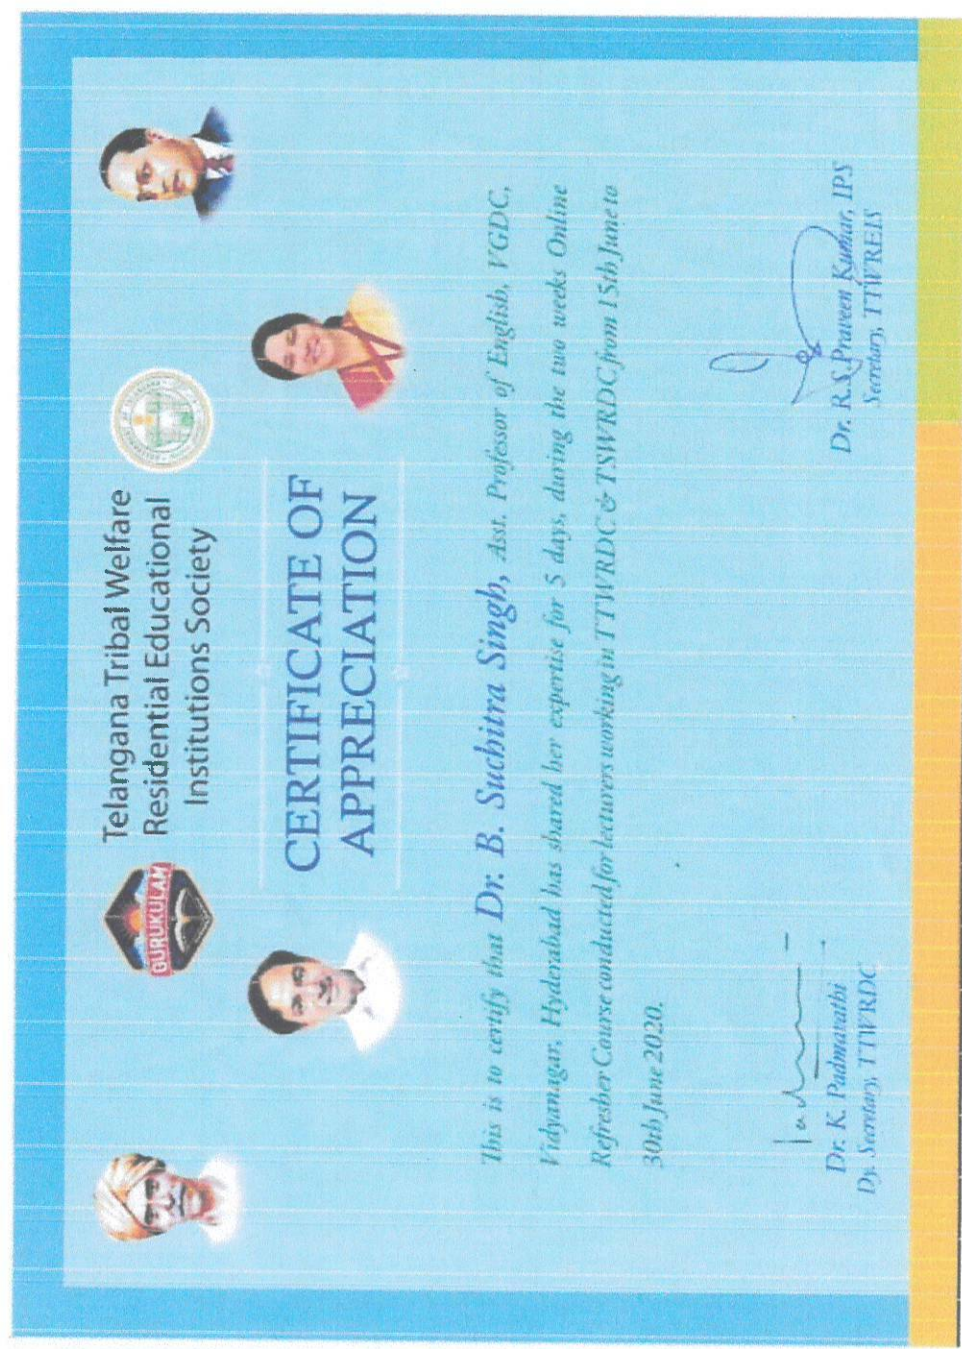 Telangana Tribal Welfare
Residential Educational
Institutions Society
GURUKULAM
CERTIFICATE OF
APPRECIATION
This is to certify that Dr. B. Suchitra Singh, Asst. Professor of English, VGDC,
Vidyanagar, Hyderabad has shared her expertise for 5 days, during the two weeks Online
Refresher Course conducted for lecturers working in TTWRDC & TSWRDC from 15th June to
30th June 2020.
Dr. K. Padmavathi
Dy. Secretary, TTWRDC
Dr. R.S. Praveen Kumar, IPS
Secretary, TTWREIS